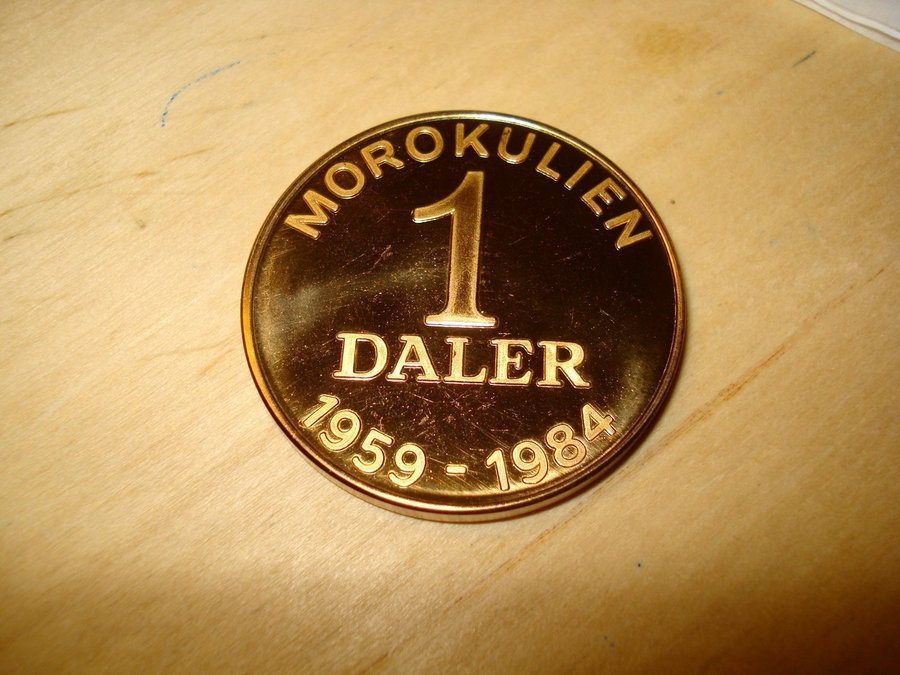 MOROKULIEN
1
DALER
1959 - 1984